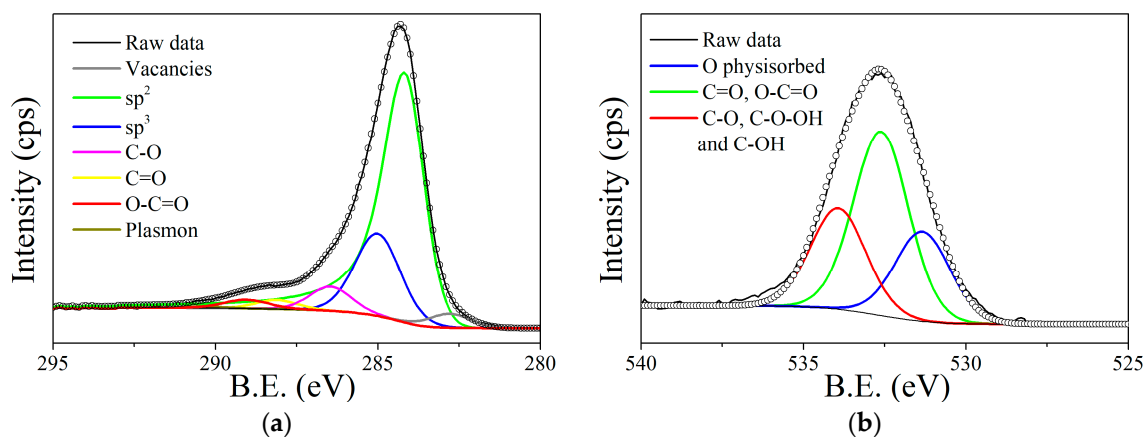 Intensity (cps)
Raw data
Vacancies
sp²
sp³
C-O
C=O
O-C=O
Plasmon
295 290 285 280
B.E. (eV)
(a)
Intensity (cps)
Raw data
O physisorbed
C=O, O-C=O
C-O, C-O-OH
and C-OH
540 535 530 525
B.E. (eV)
(b)